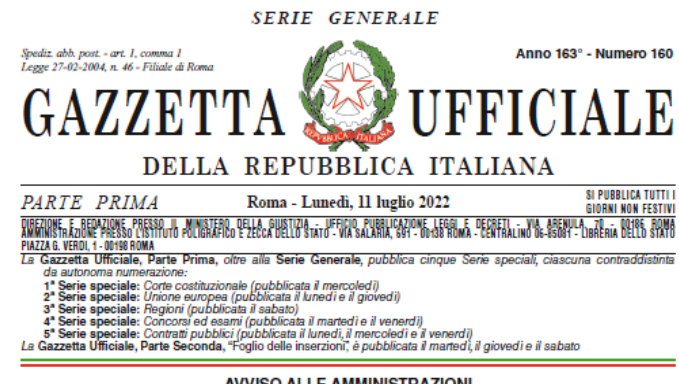 SERIE GENERALE
Spediz. abb. post. - art. 1, comma 1
Legge 27-02-2004, n. 46 - Filiale di Roma
Anno 163° - Numero 160
GAZZETTA UFFICIALE
REPVBBLICA ITALIANA
DELLA REPUBBLICA ITALIANA
PARTE PRIMA
Roma - Lunedì, 11 luglio 2022
SI PUBBLICA TUTTI I
GIORNI NON FESTIVI
DIREZIONE E REDAZIONE PRESSO IL MINISTERO DELLA GIUSTIZIA - UFFICIO PUBBLICAZIONE LEGGI E DECRETI - VIA ARENULA, 70 - 00186 ROMA
AMMINISTRAZIONE PRESSO L'ISTITUTO POLIGRAFICO E ZECCA DELLO STATO - VIA SALARIA, 691 - 00138 ROMA - CENTRALINO 06-85081 - LIBRERIA DELLO STATO
PIAZZA G. VERDI, 1 - 00198 ROMA
La Gazzetta Ufficiale, Parte Prima, oltre alla Serie Generale, pubblica cinque Serie speciali, ciascuna contraddistinta
da autonoma numerazione:
1ª Serie speciale: Corte costituzionale (pubblicata il mercoledì)
2ª Serie speciale: Unione europea (pubblicata il lunedì e il giovedì)
3ª Serie speciale: Regioni (pubblicata il sabato)
4ª Serie speciale: Concorsi ed esami (pubblicata il martedì e il venerdì)
5ª Serie speciale: Contratti pubblici (pubblicata il lunedì, il mercoledì e il venerdì)
La Gazzetta Ufficiale, Parte Seconda, "Foglio delle inserzioni", è pubblicata il martedì, il giovedì e il sabato
AVVISO ALLE AMMINISTRAZIONI